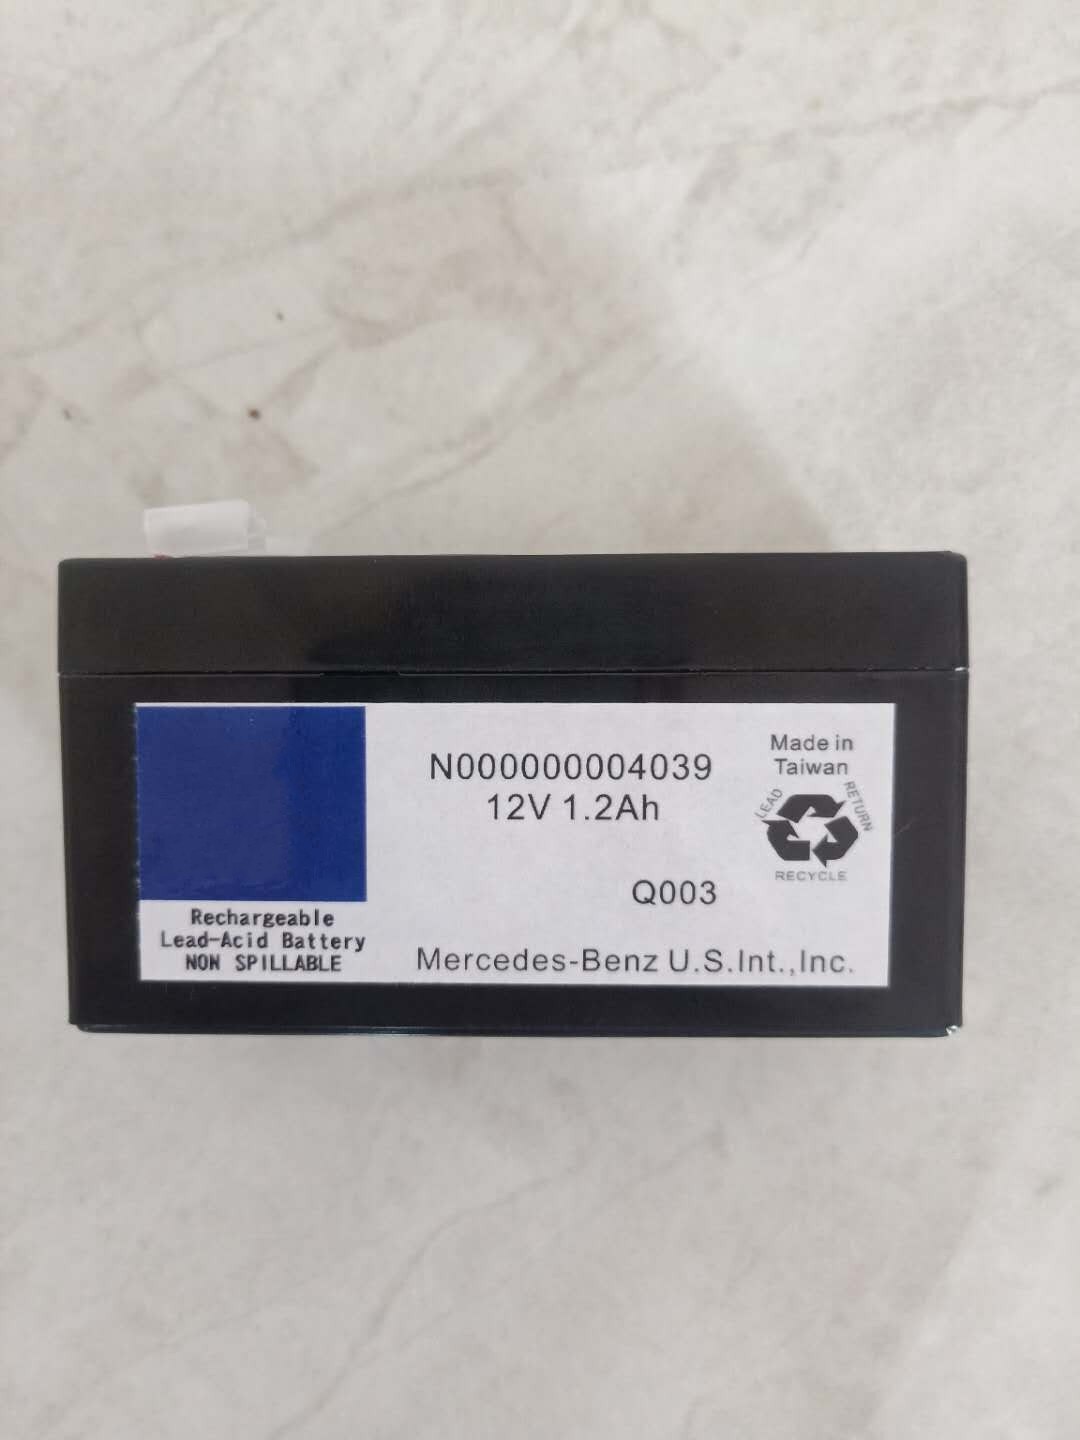 N000000004039
12V 1.2Ah
Made in
Taiwan
LEAD
RETURN
RECYCLE
Q003
Rechargeable
Lead-Acid Battery
NON SPILLABLE
Mercedes-Benz U.S.Int.,Inc.